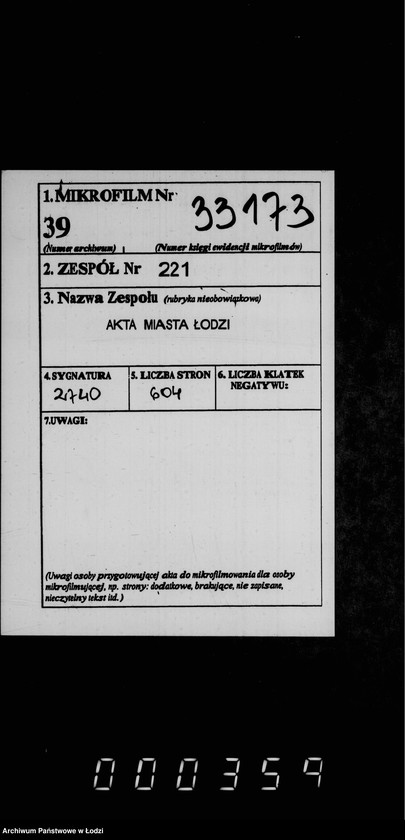 1. MIKROFILM Nr 33173
39
(Numer archiwum) (Numer księgi ewidencji mikrofilmów)
2. ZESPÓŁ Nr 221
3. Nazwa Zespołu (rubryka nieobowiązkowa)
AKTA MIASTA ŁODZI
4. SYGNATURA 5. LICZBA STRON 6. LICZBA KLATEK
NEGATYWU:
2740 604
7. UWAGI:
(Uwagi osoby przygotowującej akta do mikrofilmowania dla osoby
mikrofilmującej, np. strony: dodatkowe, brakujące, nie zapisane,
nieczytelny tekst itd.)
000359
Archiwum Państwowe w Łodzi